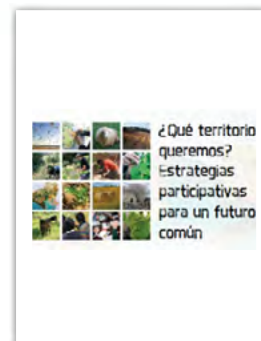 ¿Qué territorio
queremos?
Estrategias
participativas
para un futuro
común